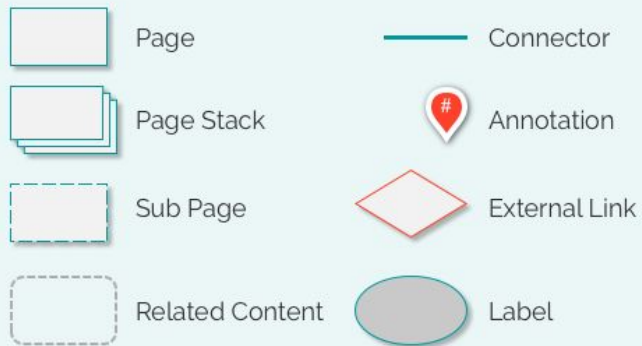 Page
Connector
Page Stack
#
Annotation
Sub Page
External Link
Related Content
Label